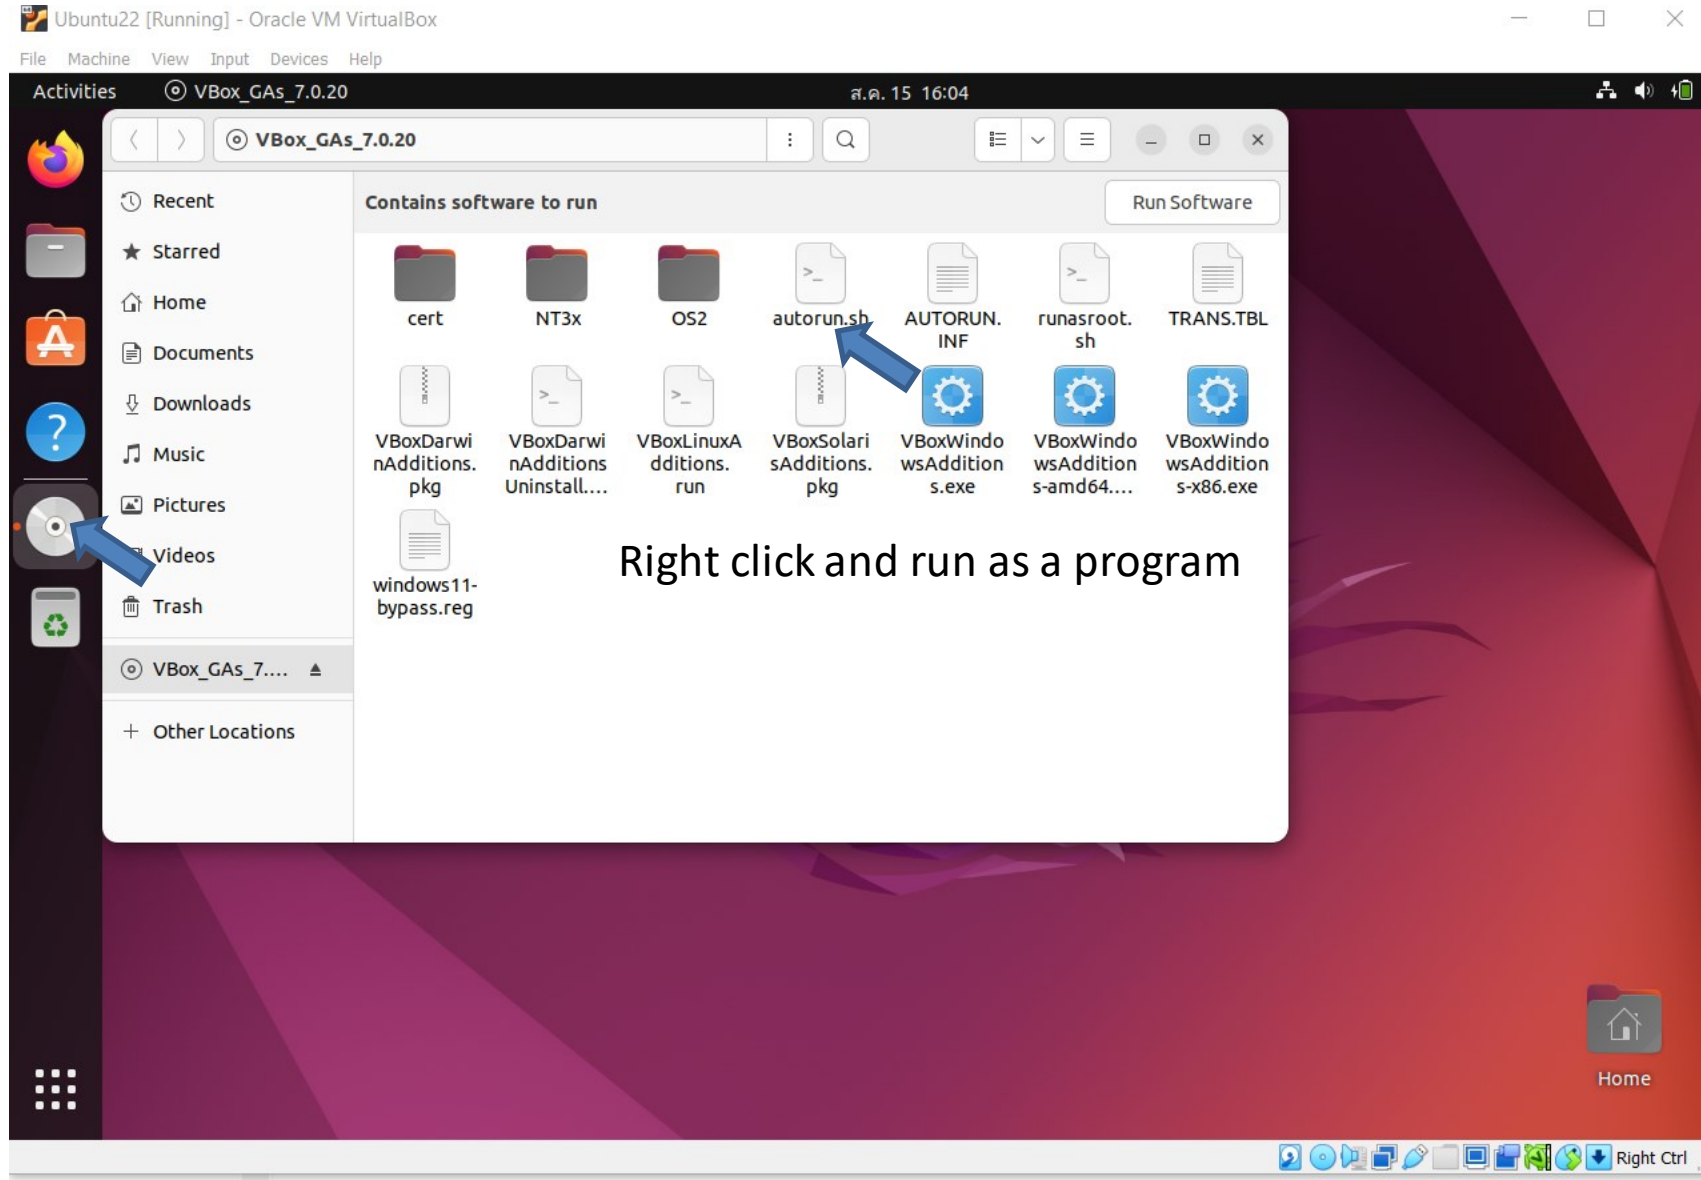 Ubuntu22 [Running] - Oracle VM VirtualBox
File Machine View Input Devices Help
Activities VBox_GAs_7.0.20 ส.ค. 15 16:04
VBox_GAs_7.0.20
Recent
Starred
Home
Documents
Downloads
Music
Pictures
Videos
Trash
VBox_GAs_7.…
Other Locations
Contains software to run Run Software
cert NT3x OS2 autorun.sh AUTORUN. runasroot. TRANS.TBL
INF sh
VBoxDarwi VBoxDarwi VBoxLinuxA VBoxSolari VBoxWindo VBoxWindo VBoxWindo
nAdditions. nAdditions dditions. sAdditions. wsAddition wsAddition wsAddition
pkg Uninstall.… run pkg s.exe s-amd64.… s-x86.exe
windows11-
bypass.reg
Right click and run as a program
Home
Right Ctrl